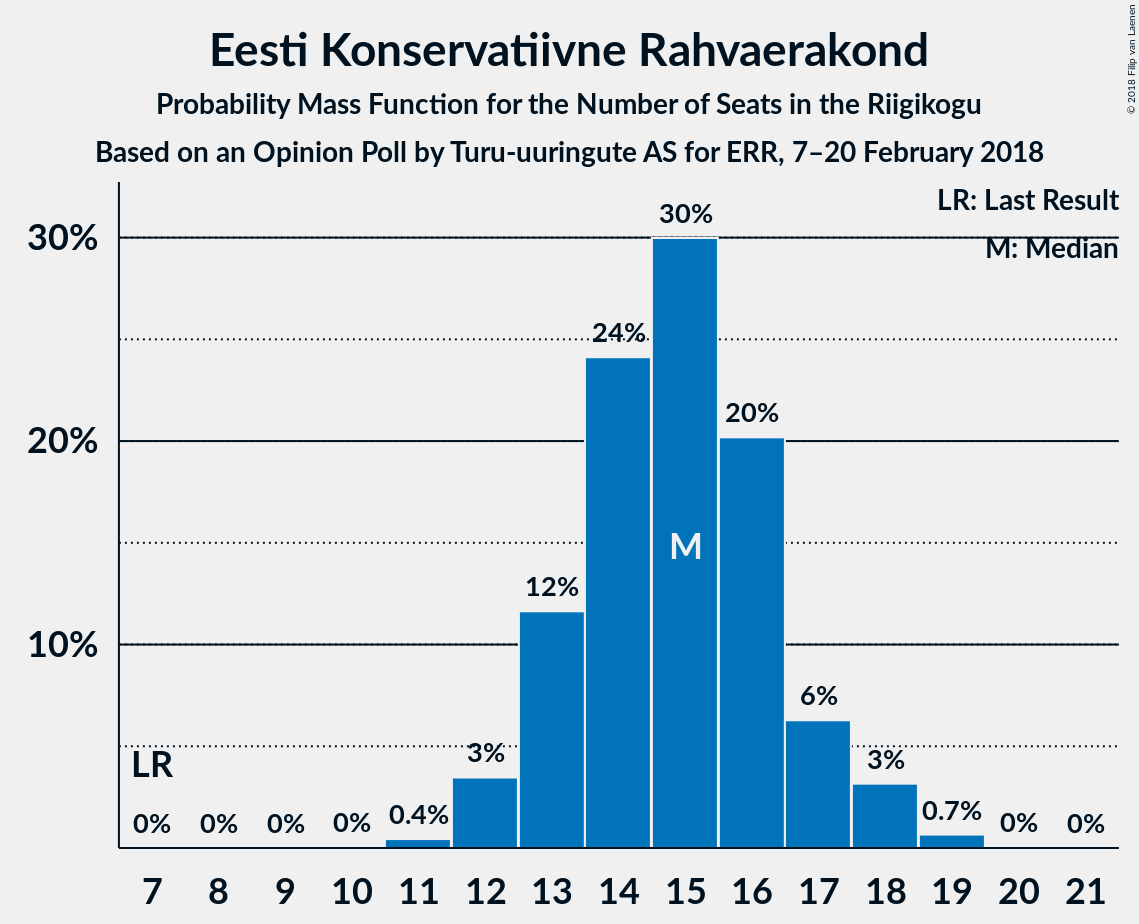 Eesti Konservatiivne Rahvaerakond
Probability Mass Function for the Number of Seats in the Riigikogu
Based on an Opinion Poll by Turu-uuringute AS for ERR, 7–20 February 2018
© 2018 Filip van Laenen
LR: Last Result
M: Median
30%
20%
10%
LR
0%
0%
0%
0%
0.4%
3%
12%
24%
30%
M
20%
6%
3%
0.7%
0%
0%
7 8 9 10 11 12 13 14 15 16 17 18 19 20 21